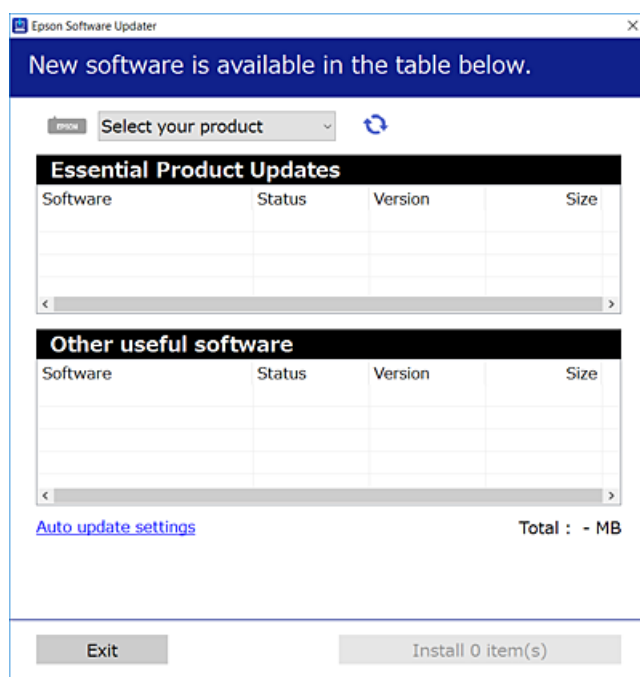 Epson Software Updater
New software is available in the table below.
EPSON Select your product
Essential Product Updates
Software Status Version Size
Other useful software
Software Status Version Size
Auto update settings Total : - MB
Exit Install 0 item(s)